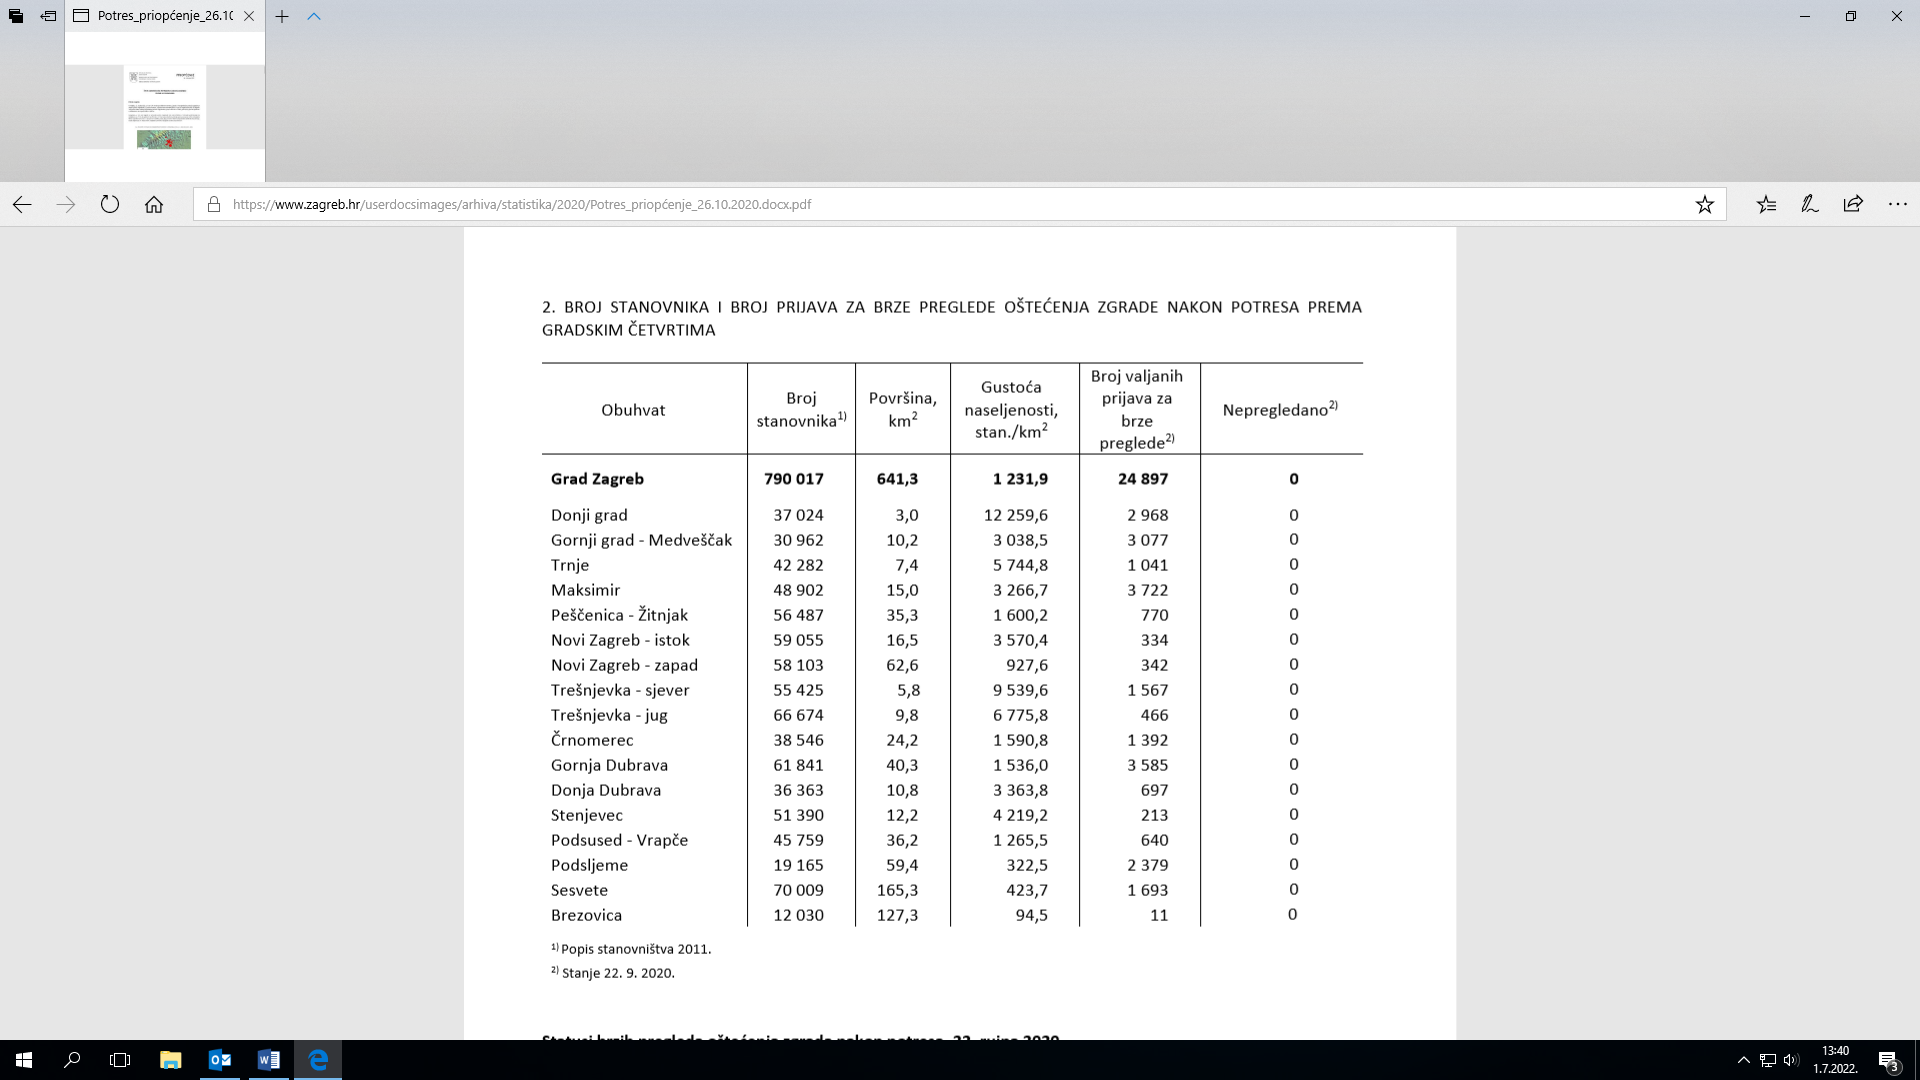 Potres_priopćenje_26.10
https://www.zagreb.hr/userdocsimages/arhiva/statistika/2020/Potres_priopćenje_26.10.2020.docx.pdf
2. BROJ STANOVNIKA I BROJ PRIJAVA ZA BRZE PREGLEDE OŠTEĆENJA ZGRADE NAKON POTRESA PREMA
GRADSKIM ČETVRTIMA
Obuhvat Broj stanovnika1) Površina, km2 Gustoća naseljenosti, stan./km2 Broj valjanih prijava za brze preglede2) Nepregledano2)
Grad Zagreb 790 017 641,3 1 231,9 24 897 0
Donji grad 37 024 3,0 12 259,6 2 968 0
Gornji grad - Medveščak 30 962 10,2 3 038,5 3 077 0
Trnje 42 282 7,4 5 744,8 1 041 0
Maksimir 48 902 15,0 3 266,7 3 722 0
Peščenica - Žitnjak 56 487 35,3 1 600,2 770 0
Novi Zagreb - istok 59 055 16,5 3 570,4 334 0
Novi Zagreb - zapad 58 103 62,6 927,6 342 0
Trešnjevka - sjever 55 425 5,8 9 539,6 1 567 0
Trešnjevka - jug 66 674 9,8 6 775,8 466 0
Črnomerec 38 546 24,2 1 590,8 1 392 0
Gornja Dubrava 61 841 40,3 1 536,0 3 585 0
Donja Dubrava 36 363 10,8 3 363,8 697 0
Stenjevec 51 390 12,2 4 219,2 213 0
Podsused - Vrapče 45 759 36,2 1 265,5 640 0
Podsljeme 19 165 59,4 322,5 2 379 0
Sesvete 70 009 165,3 423,7 1 693 0
Brezovica 12 030 127,3 94,5 11 0
1) Popis stanovništva 2011.
2) Stanje 22. 9. 2020.
13:40
1.7.2022.
3